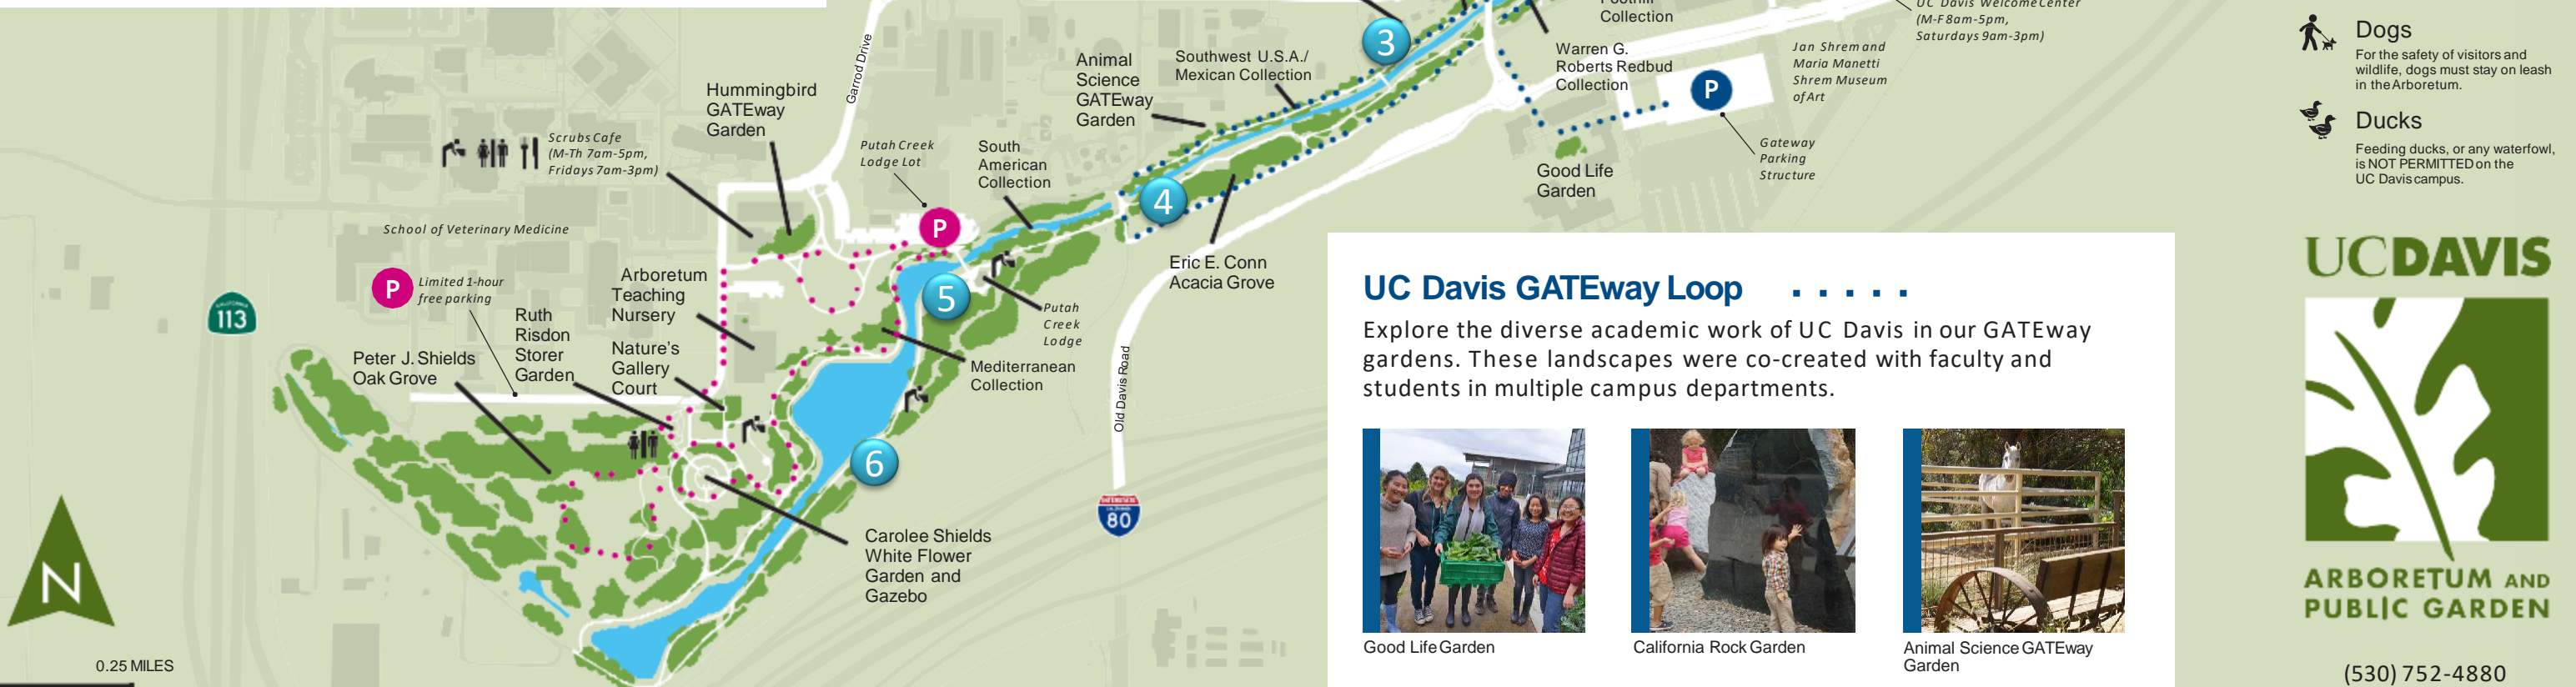 Foothill
Collection
UC Davis Welcome Center
(M-F 8am-5pm,
Saturdays 9am-3pm)
3
Warren G.
Roberts Redbud
Collection
P
Jan Shrem and
Maria Manetti
Shrem Museum
of Art
Gateway
Parking
Structure
Good Life
Garden
Garrod Drive
Animal
Science
GATEway
Garden
Southwest U.S.A./
Mexican Collection
Hummingbird
GATEway
Garden
Scrubs Cafe
(M-Th 7am-5pm,
Fridays 7am-3pm)
Putah Creek
Lodge Lot
South
American
Collection
4
P
Eric E. Conn
Acacia Grove
School of Veterinary Medicine
P
Limited 1-hour
free parking
CALIFORNIA
113
Arboretum
Teaching
Nursery
5
Putah
Creek
Lodge
Ruth
Risdon
Storer
Garden
Peter J. Shields
Oak Grove
Nature's
Gallery
Court
Mediterranean
Collection
Old Davis Road
6
80
Carolee Shields
White Flower
Garden and
Gazebo
N
0.25 MILES
UC Davis GATEway Loop
Explore the diverse academic work of UC Davis in our GATEway
gardens. These landscapes were co-created with faculty and
students in multiple campus departments.
Good Life Garden
California Rock Garden
Animal Science GATEway
Garden
Dogs
For the safety of visitors and
wildlife, dogs must stay on leash
in the Arboretum.
Ducks
Feeding ducks, or any waterfowl,
is NOT PERMITTED on the
UC Davis campus.
UC DAVIS
ARBORETUM AND
PUBLIC GARDEN
(530) 752-4880